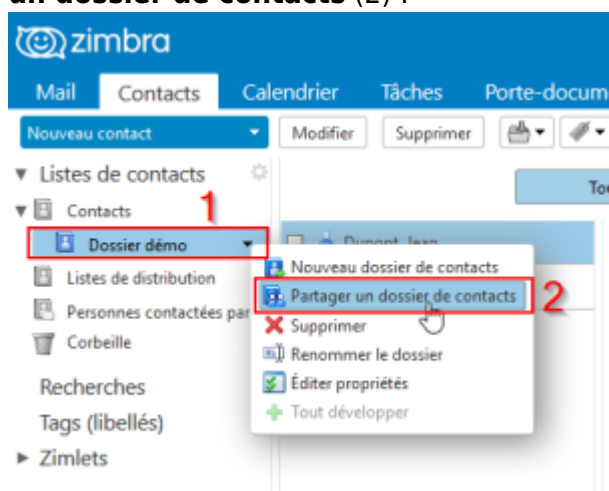 un dossier de contacts (2) :
zimbra
Mail Contacts Calendrier Tâches Porte-docum
Nouveau contact Modifier Supprimer
Listes de contacts
Contacts
1
Dossier démo
Listes de distribution
Personnes contactées par
Corbeille
Recherches
Tags (libellés)
Zimlets
Tou
Dupont, Jean
Nouveau dossier de contacts
Partager un dossier de contacts
2
Supprimer
Renommer le dossier
Éditer propriétés
Tout développer